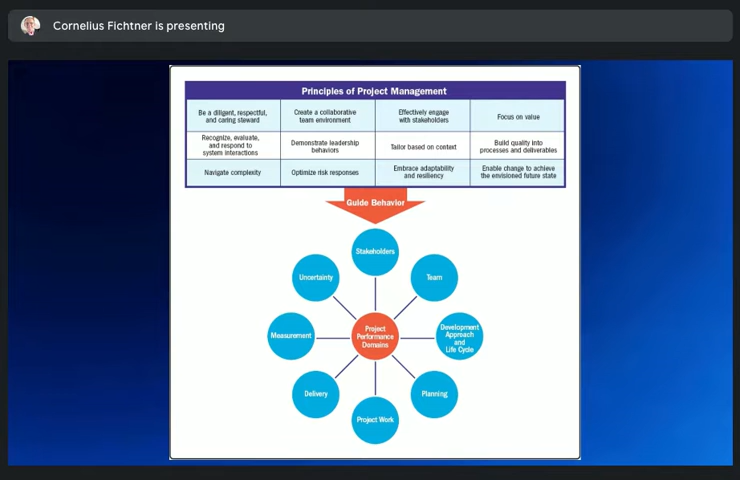 Cornelius Fichtner is presenting
Principles of Project Management
Be a diligent, respectful,
and caring steward
Create a collaborative
team environment
Effectively engage
with stakeholders
Focus on value
Recognize, evaluate,
and respond to
system interactions
Demonstrate leadership
behaviors
Tailor based on context
Build quality into
processes and deliverables
Navigate complexity
Optimize risk responses
Embrace adaptability
and resiliency
Enable change to achieve
the envisioned future state
Guide Behavior
Stakeholders
Uncertainty
Team
Measurement
Project
Performance
Domains
Development
Approach
and
Life Cycle
Delivery
Planning
Project Work